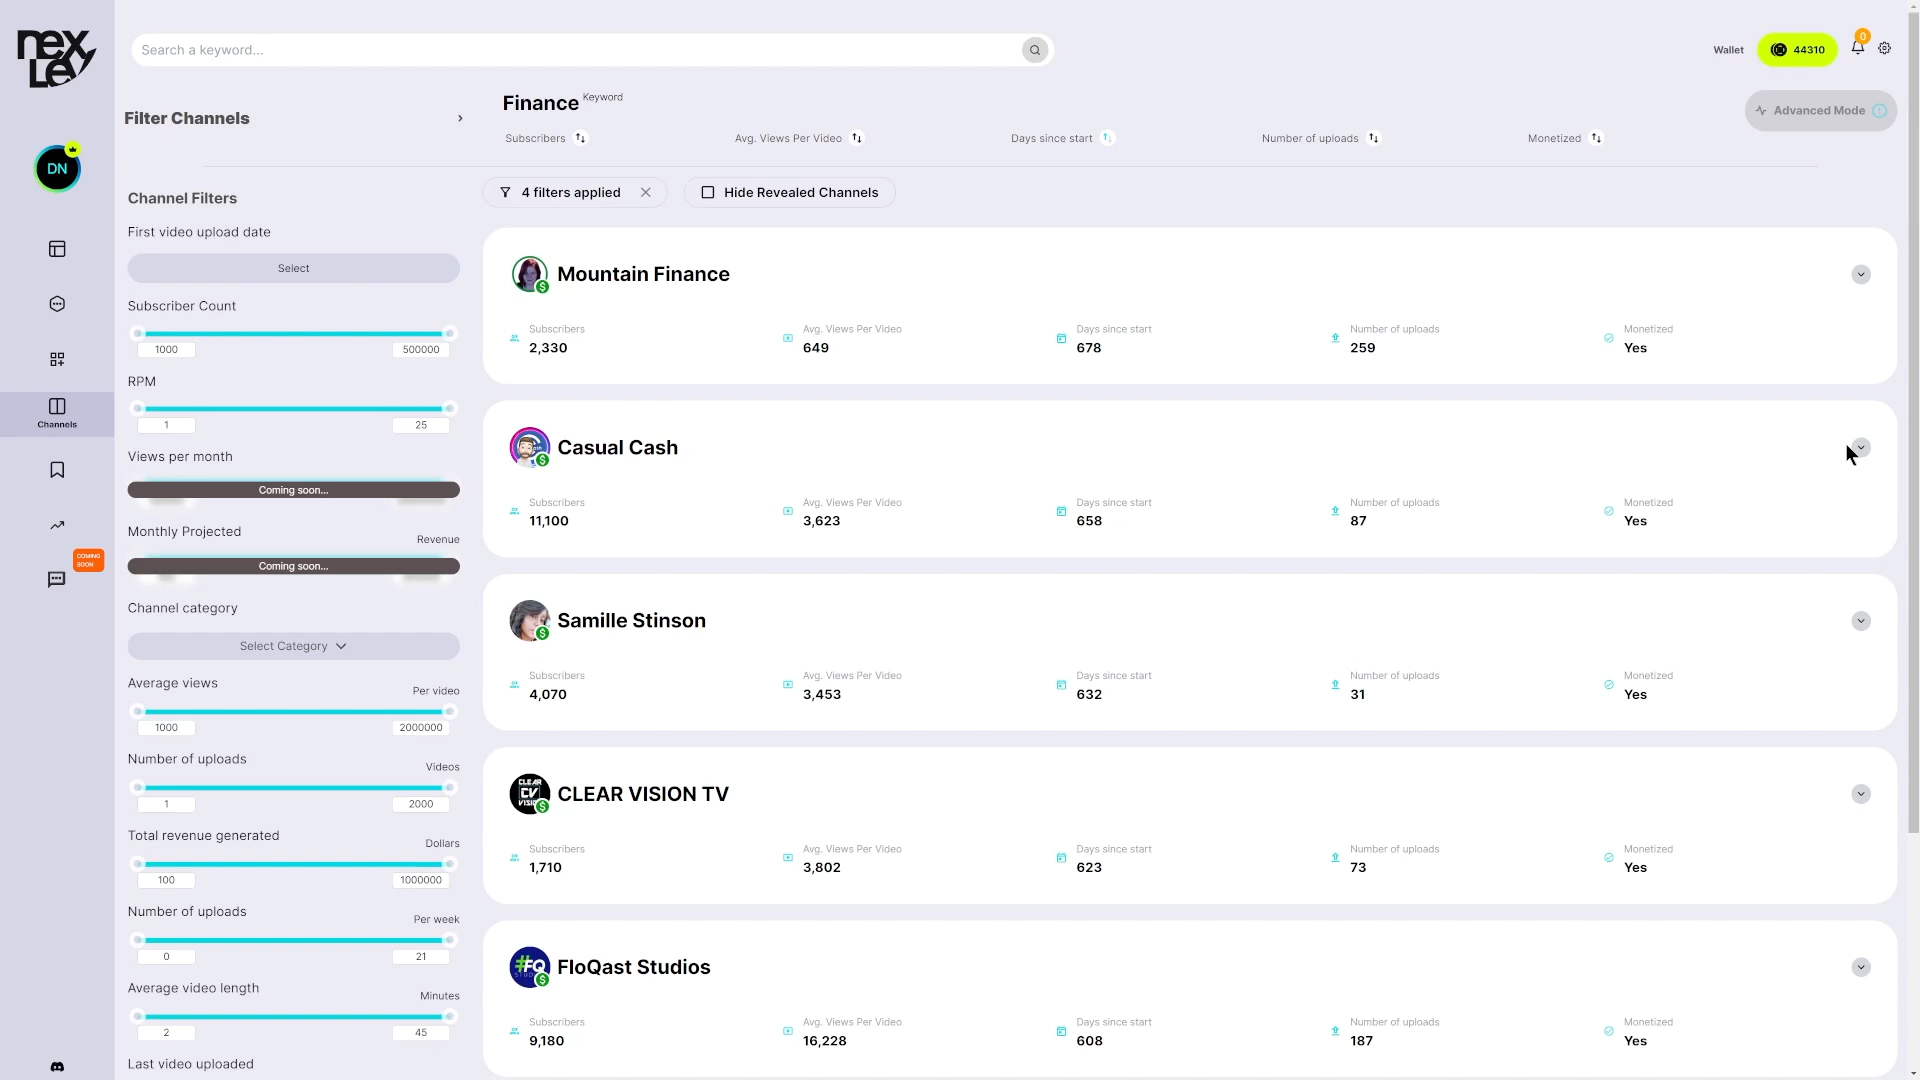 nex
Ley
Search a keyword...
Wallet
44310
0
Filter Channels
Finance Keyword
Advanced Mode
Subscribers
Avg. Views Per Video
Days since start
Number of uploads
Monetized
DN
4 filters applied
Hide Revealed Channels
Channel Filters
First video upload date
Select
Subscriber Count
1000
500000
RPM
1
25
Channels
Views per month
Coming soon...
Monthly Projected
Revenue
Coming soon...
COMING
SOON
Channel category
Select Category
Average views
Per video
1000
2000000
Number of uploads
Videos
1
2000
Total revenue generated
Dollars
100
1000000
Number of uploads
Per week
0
21
Average video length
Minutes
2
45
Last video uploaded
Mountain Finance
Subscribers
2,330
Avg. Views Per Video
649
Days since start
678
Number of uploads
259
Monetized
Yes
Casual Cash
Subscribers
11,100
Avg. Views Per Video
3,623
Days since start
658
Number of uploads
87
Monetized
Yes
Samille Stinson
Subscribers
4,070
Avg. Views Per Video
3,453
Days since start
632
Number of uploads
31
Monetized
Yes
CLEAR
CV
CLEAR VISION TV
Subscribers
1,710
Avg. Views Per Video
3,802
Days since start
623
Number of uploads
73
Monetized
Yes
#FQ
FloQast Studios
Subscribers
9,180
Avg. Views Per Video
16,228
Days since start
608
Number of uploads
187
Monetized
Yes